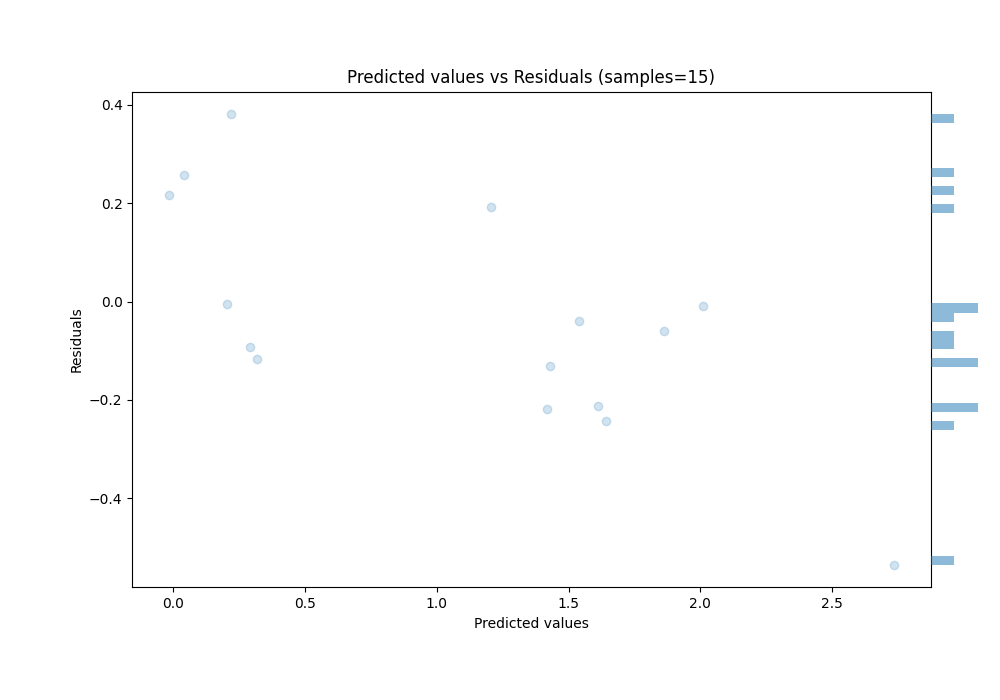 Predicted values vs Residuals (samples=15)
0.4
0.2
0.0
−0.2
−0.4
Residuals
0.0 0.5 1.0 1.5 2.0 2.5
Predicted values